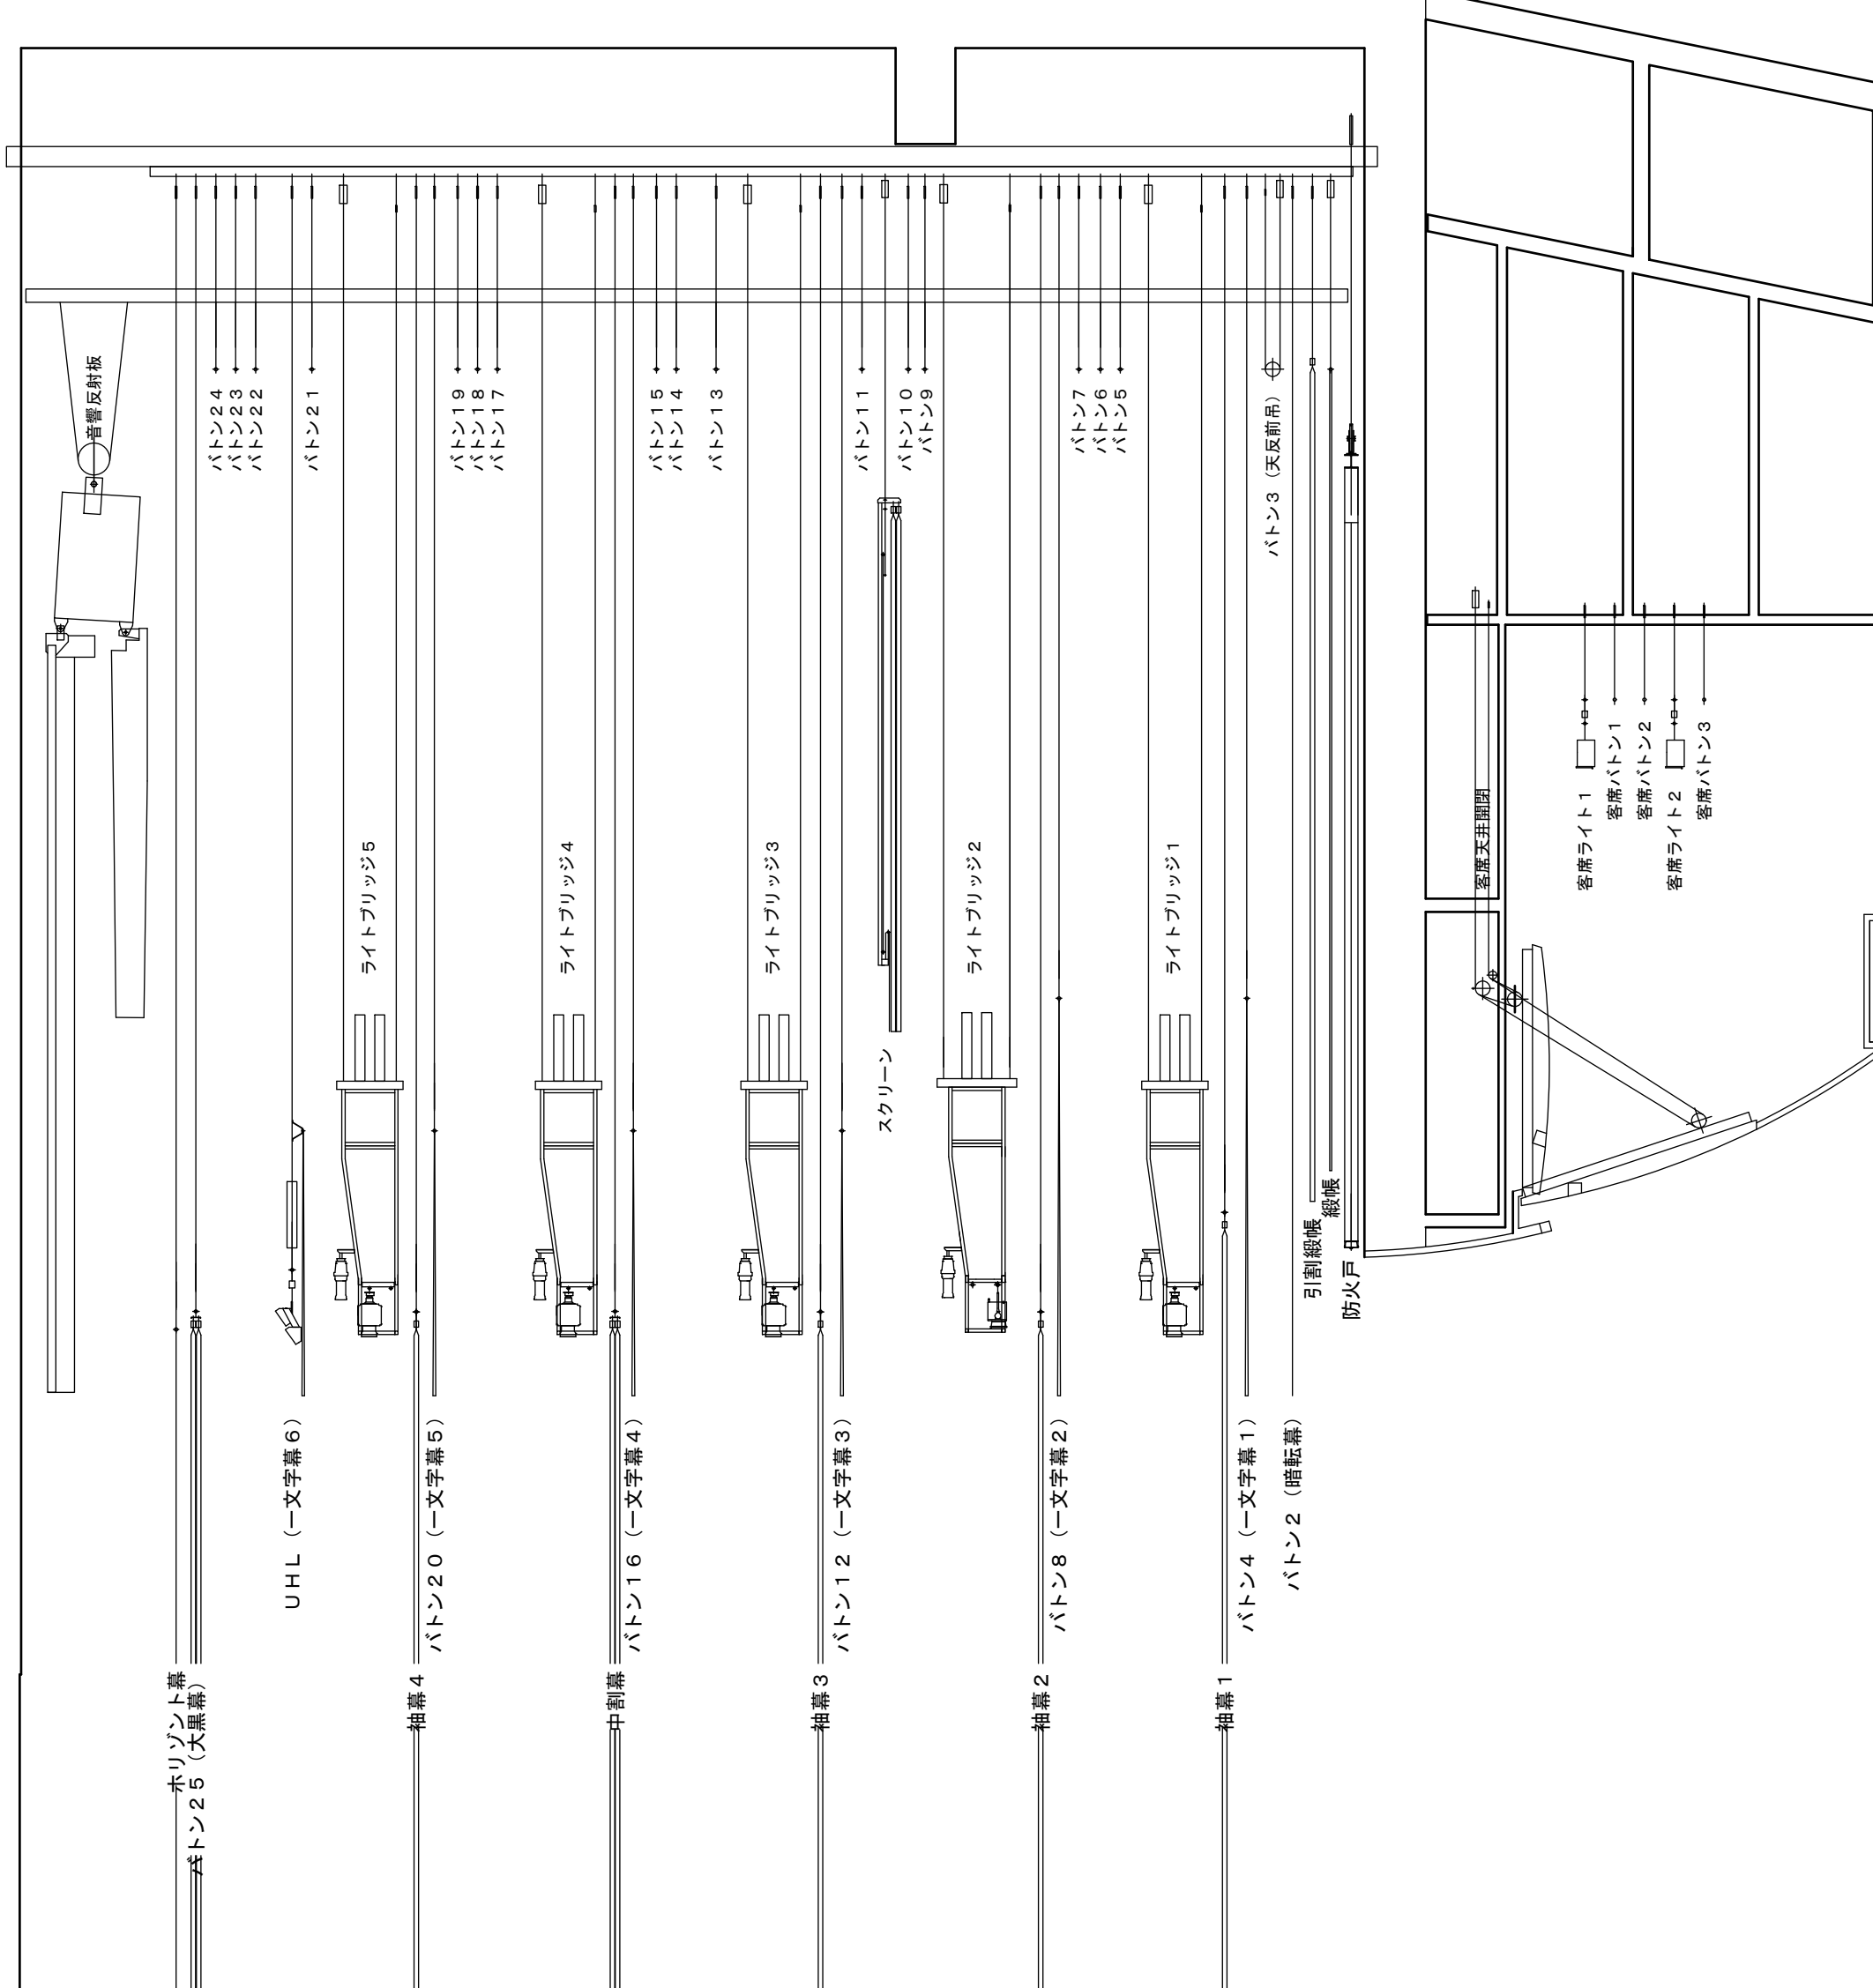 音響反射板
バトン２４
バトン２３
バトン２２
バトン２１
バトン１９
バトン１８
バトン１７
バトン１５
バトン１４
バトン１３
バトン１１
バトン１０
バトン９
バトン７
バトン６
バトン５
バトン３（天反前吊）
ライトブリッジ５
ライトブリッジ４
ライトブリッジ３
ライトブリッジ２
ライトブリッジ１
客席天井開閉
客席ライト１
客席バトン１
客席バトン２
客席ライト２
客席バトン３
スクリーン
引割緞帳
緞帳
防火戸
ＵＨＬ（一文字幕６）
バトン２０（一文字幕５）
バトン１６（一文字幕４）
バトン１２（一文字幕３）
バトン８（一文字幕２）
バトン４（一文字幕１）
バトン２（暗転幕）
ホリゾント幕
バトン２５（大黒幕）
袖幕４
中割幕
袖幕３
袖幕２
袖幕１